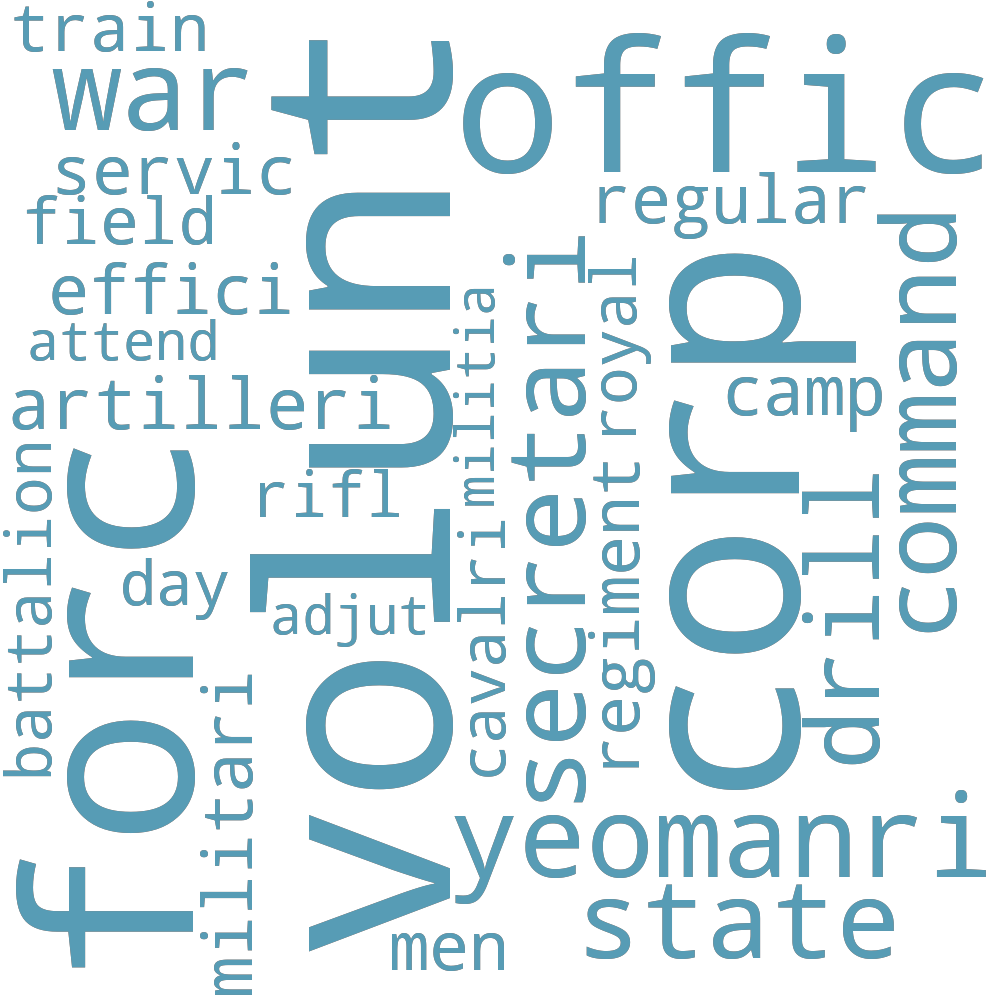 train
war
servic
field
effici
attend
artilleri
offic
regular
volunt
corp
forc
command
secretari
royal
regiment
militia
cavalri
camp
drill
rifl
day
adjut
battalion
militari
yeomanri
state
men